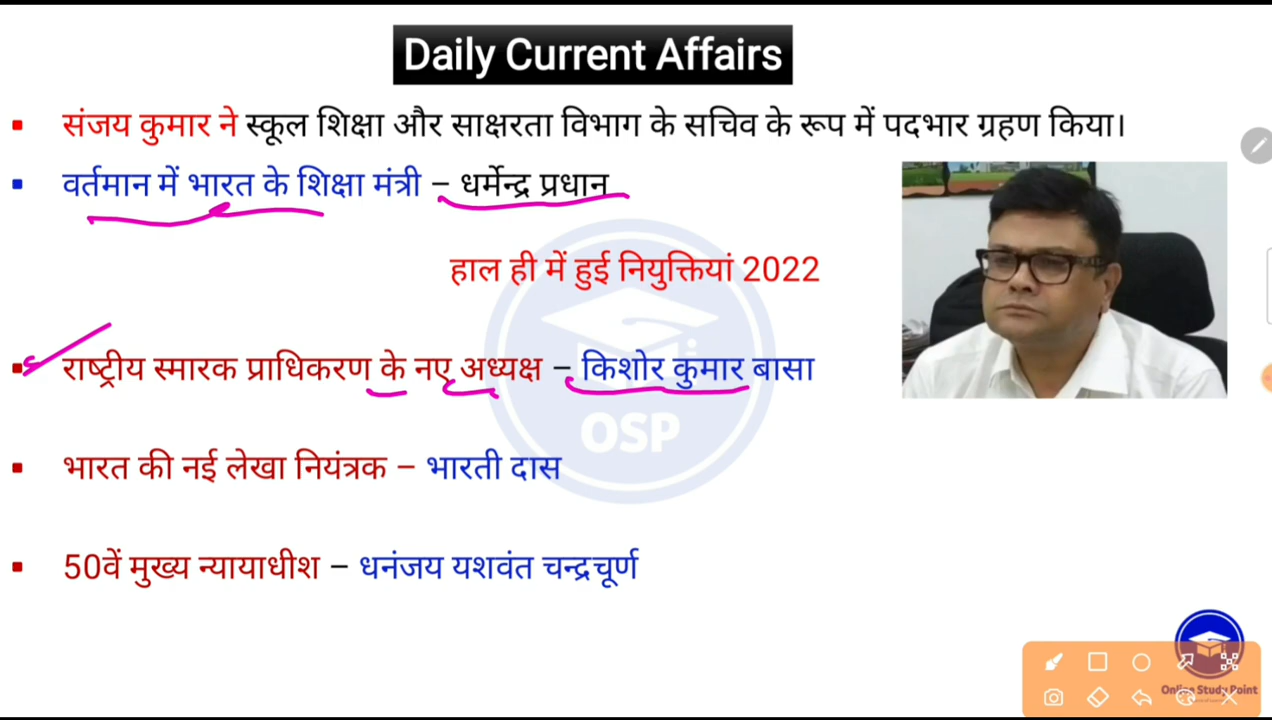 Daily Current Affairs
संजय कुमार ने स्कूल शिक्षा और साक्षरता विभाग के सचिव के रूप में पदभार ग्रहण किया।
वर्तमान में भारत के शिक्षा मंत्री – धर्मेन्द्र प्रधान
हाल ही में हुई नियुक्तियां 2022
राष्ट्रीय स्मारक प्राधिकरण के नए अध्यक्ष – किशोर कुमार बासा
OSP
भारत की नई लेखा नियंत्रक – भारती दास
50वें मुख्य न्यायाधीश – धनंजय यशवंत चन्द्रचूर्ण
Online Study Point